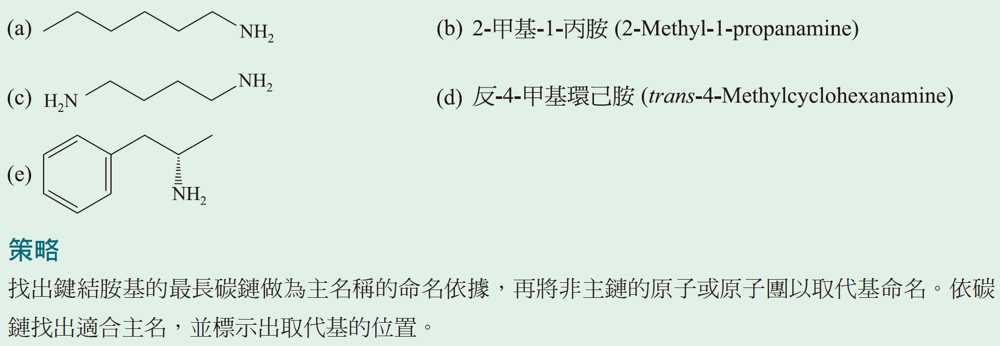 (a) NH₂ (b) 2-甲基-1-丙胺 (2-Methyl-1-propanamine)
(c) H₂N NH₂ (d) 反-4-甲基環己胺 (trans-4-Methylcyclohexanamine)
(e) NH₂
策略
找出鍵結胺基的最長碳鏈做為主名稱的命名依據，再將非主鏈的原子或原子團以取代基命名。依碳
鏈找出適合主名，並標示出取代基的位置。